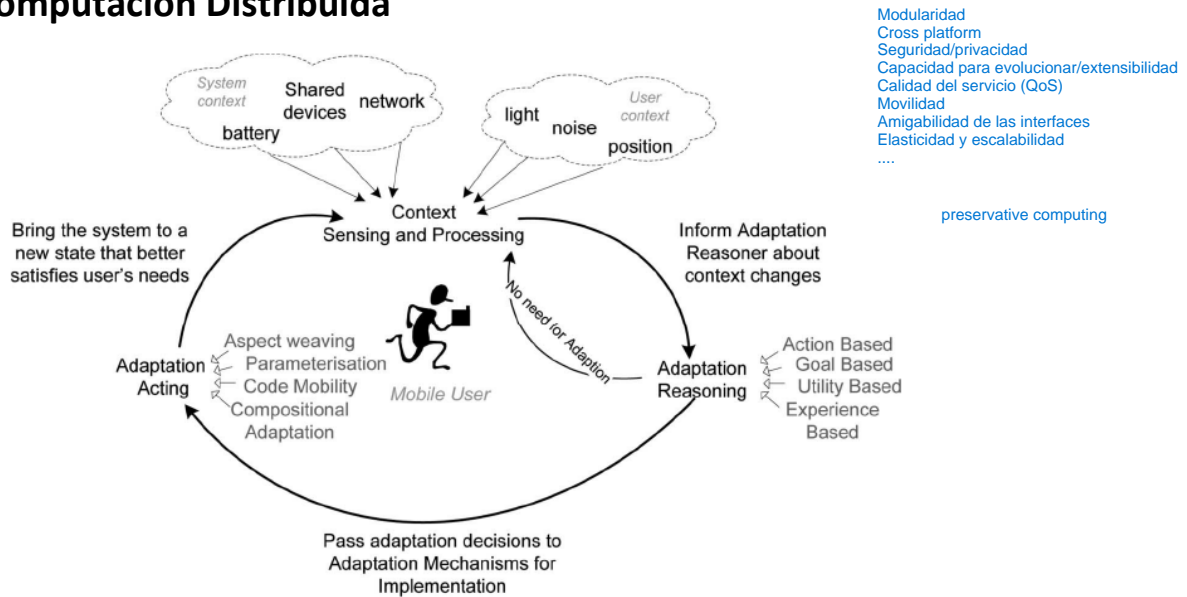 omputación Distribuida
Modularidad
Cross platform
Seguridad/privacidad
Capacidad para evolucionar/extensibilidad
Calidad del servicio (QoS)
Movilidad
Amigabilidad de las interfaces
Elasticidad y escalabilidad
....
preservative computing
System
context
Shared
devices
network
battery
light
noise
User
context
position
Context
Sensing and Processing
Bring the system to a
new state that better
satisfies user's needs
Inform Adaptation
Reasoner about
context changes
No need for Adaption
Adaptation
Acting
Aspect weaving
Parameterisation
Code Mobility
Compositional
Adaptation
Mobile User
Adaptation
Reasoning
Action Based
Goal Based
Utility Based
Experience
Based
Pass adaptation decisions to
Adaptation Mechanisms for
Implementation